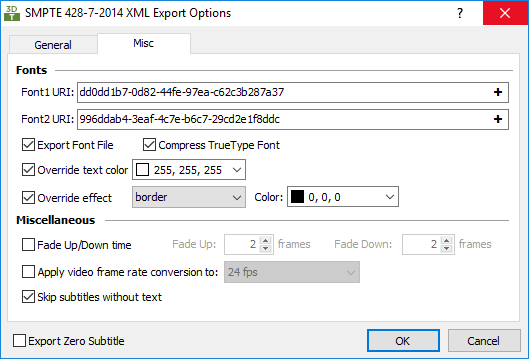 3D
T
SMPTE 428-7-2014 XML Export Options
General
Misc
Fonts
Font1 URI: dd0dd1b7-0d82-44fe-97ea-c62c3b287a37
Font2 URI: 996ddab4-3eaf-4c7e-b6c7-29cd2e1f8ddc
Export Font File Compress TrueType Font
Override text color 255, 255, 255
Override effect border Color: 0, 0, 0
Miscellaneous
Fade Up/Down time Fade Up: 2 frames Fade Down: 2 frames
Apply video frame rate conversion to: 24 fps
Skip subtitles without text
Export Zero Subtitle OK Cancel